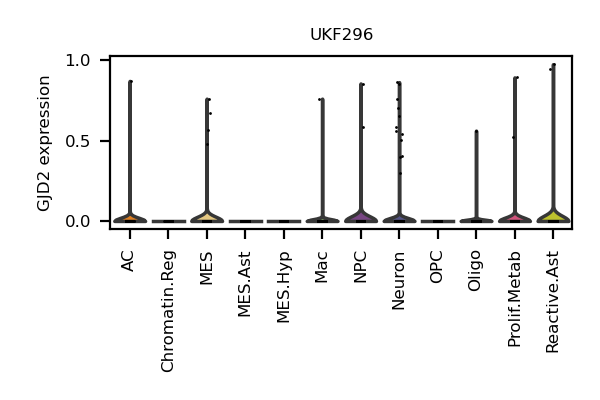 UKF296
GJD2 expression
1.0
0.5
0.0
AC
Chromatin.Reg
MES
MES.Ast
MES.Hyp
Mac
NPC
Neuron
OPC
Oligo
Prolif.Metab
Reactive.Ast